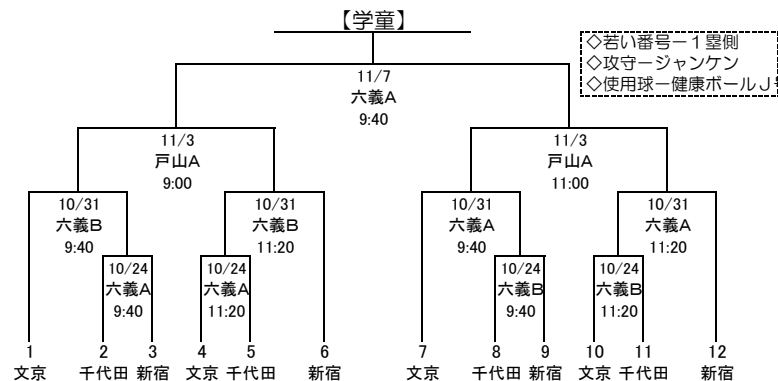 【学童】
◇若い番号－1塁側
◇攻守－ジャンケン
◇使用球－健康ボールJ号
11/7
六義A
9:40
11/3
戸山A
9:00
11/3
戸山A
11:00
10/31
六義B
9:40
10/31
六義B
11:20
10/31
六義A
9:40
10/31
六義A
11:20
10/24
六義A
9:40
10/24
六義A
11:20
10/24
六義B
9:40
10/24
六義B
11:20
1 2 3 4 5 6 7 8 9 10 11 12
文京 千代田 新宿 文京 千代田 新宿 文京 千代田 新宿 文京 千代田 新宿